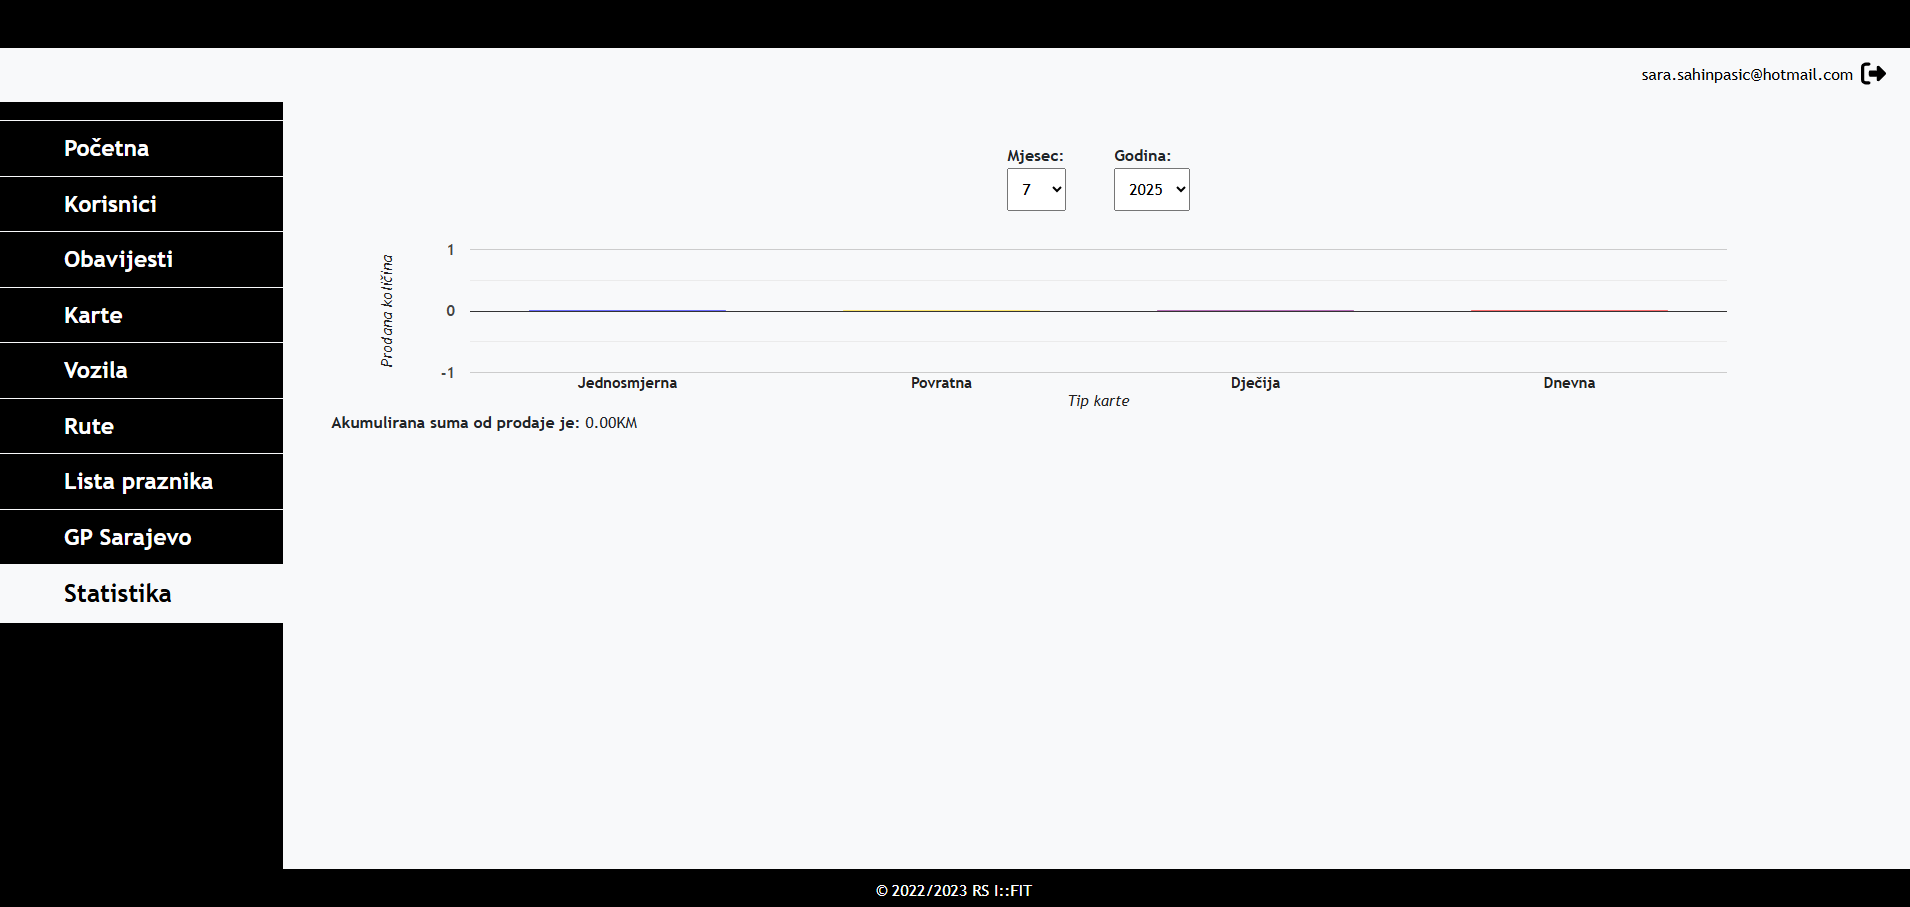 sara.sahinpasic@hotmail.com
Početna
Korisnici
Obavijesti
Karte
Vozila
Rute
Lista praznika
GP Sarajevo
Statistika
Mjesec: Godina:
7 2025
Prodana količina
1
0
-1
Jednosmjerna Povratna Dječija Dnevna
Tip karte
Akumulirana suma od prodaje je: 0.00KM
© 2022/2023 RS I::FIT